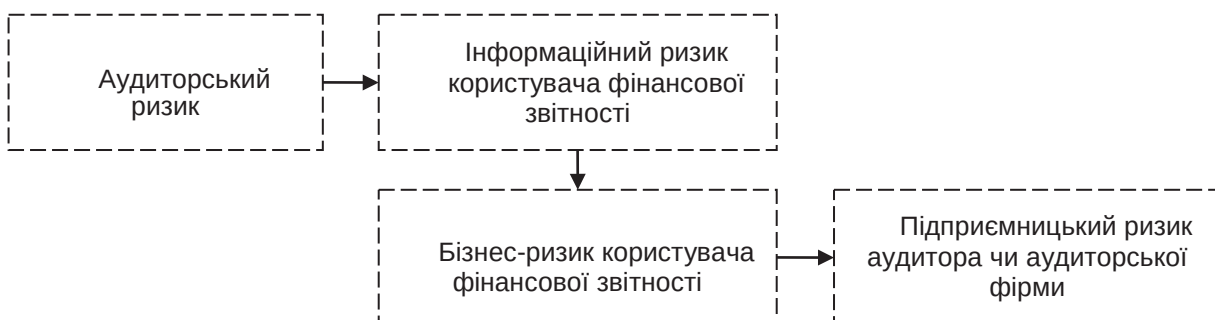 Аудиторський
ризик
Інформаційний ризик
користувача фінансової
звітності
Бізнес-ризик користувача
фінансової звітності
Підприємницький ризик
аудитора чи аудиторської
фірми